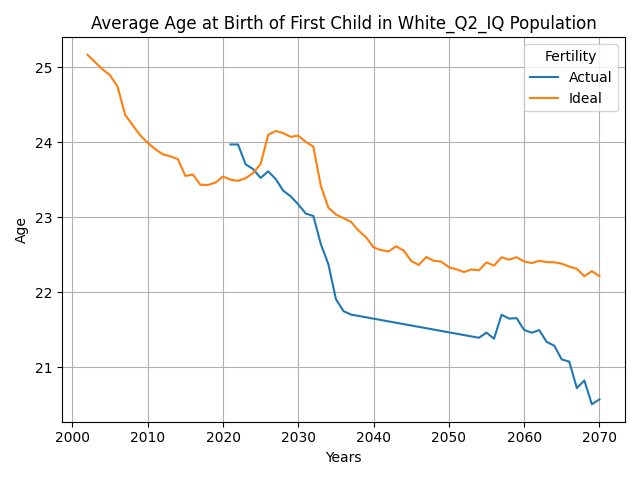 Average Age at Birth of First Child in White_Q2_IQ Population
Fertility
Actual
Ideal
Age
25
24
23
22
21
2000 2010 2020 2030 2040 2050 2060 2070
Years